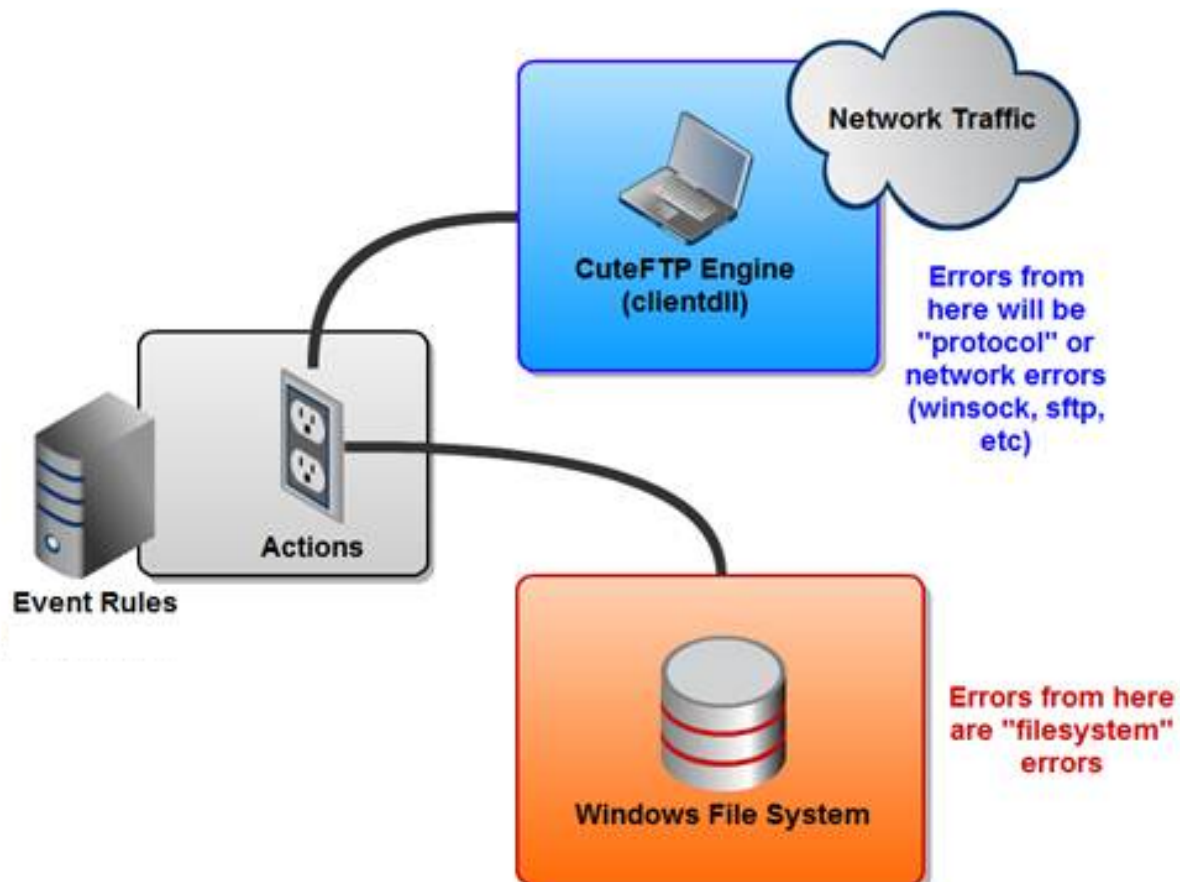 Network Traffic
CuteFTP Engine
(clientdll)
Errors from
here will be
"protocol" or
network errors
(winsock, sftp,
etc)
Actions
Event Rules
Windows File System
Errors from here
are "filesystem"
errors